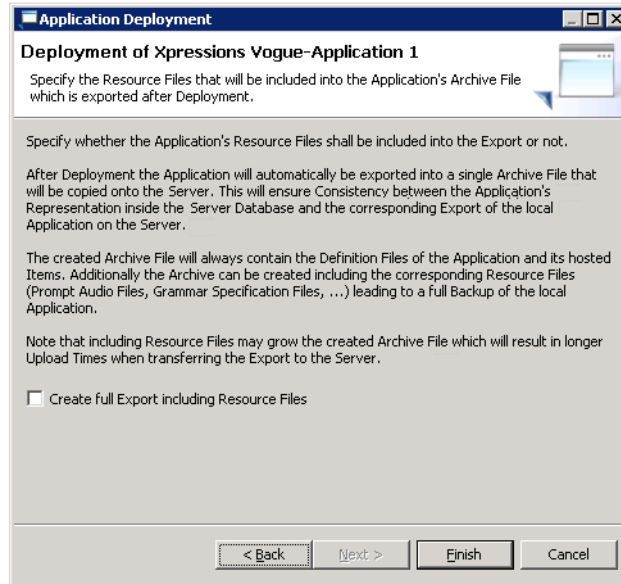 Application Deployment
Deployment of Xpressions Vogue-Application 1
Specify the Resource Files that will be included into the Application's Archive File
which is exported after Deployment.
Specify whether the Application's Resource Files shall be included into the Export or not.
After Deployment the Application will automatically be exported into a single Archive File that
will be copied onto the Server. This will ensure Consistency between the Application's
Representation inside the Server Database and the corresponding Export of the local
Application on the Server.
The created Archive File will always contain the Definition Files of the Application and its hosted
Items. Additionally the Archive can be created including the corresponding Resource Files
(Prompt Audio Files, Grammar Specification Files, ...) leading to a full Backup of the local
Application.
Note that including Resource Files may grow the created Archive File which will result in longer
Upload Times when transferring the Export to the Server.
Create full Export including Resource Files
< Back Next > Finish Cancel